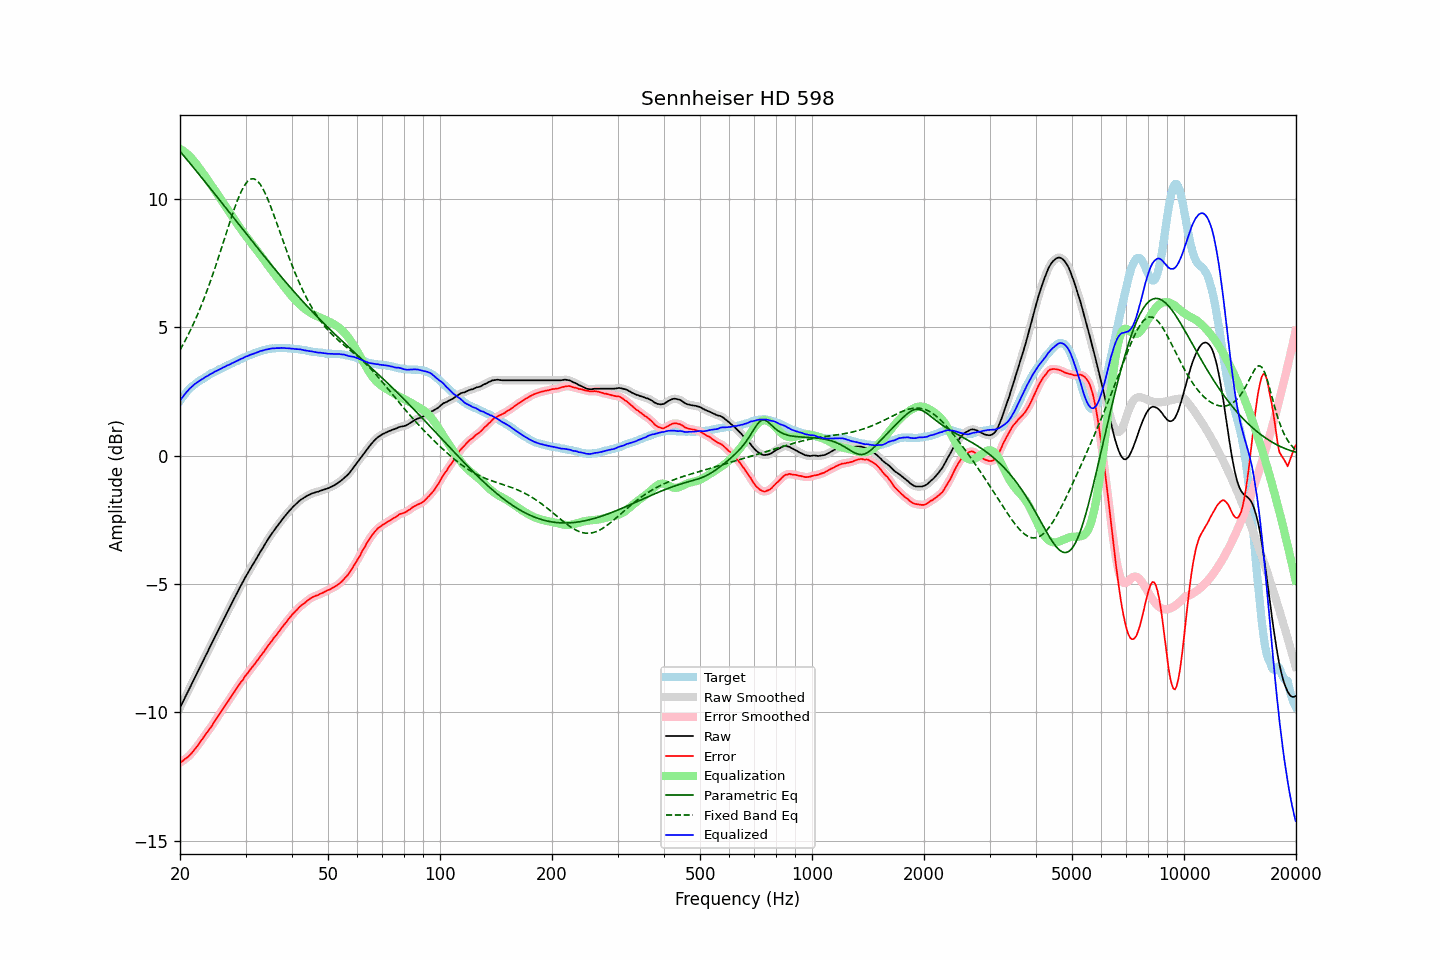 Sennheiser HD 598
Amplitude (dBr)
10
5
0
−5
−10
−15
Target
Raw Smoothed
Error Smoothed
Raw
Error
Equalization
Parametric Eq
Fixed Band Eq
Equalized
20 50 100 200 500 1000 2000 5000 10000 20000
Frequency (Hz)